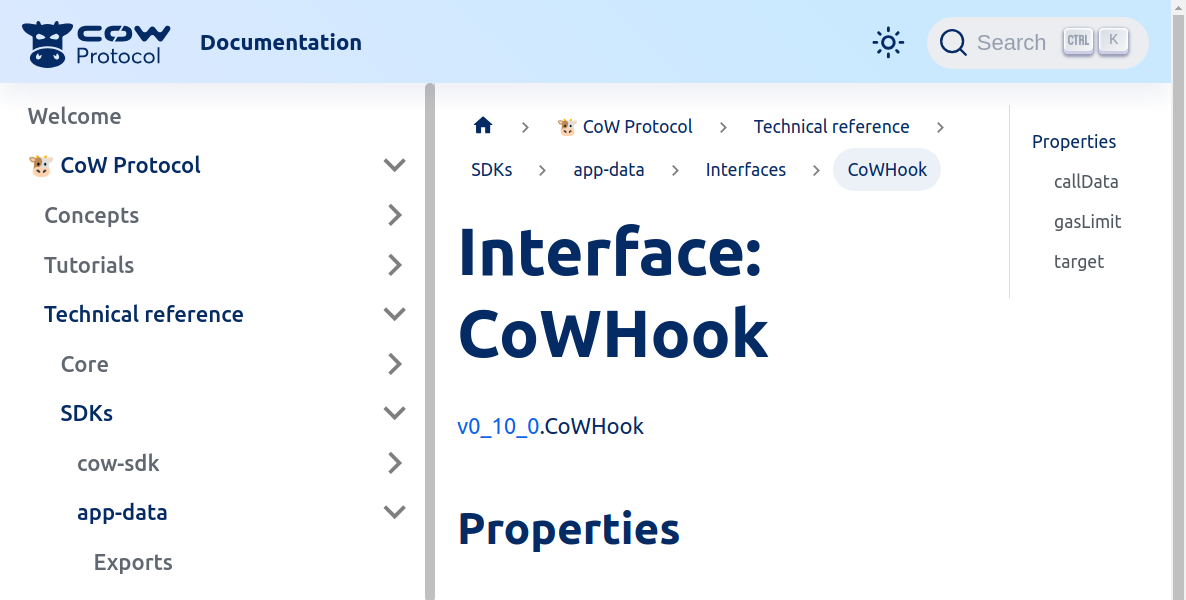 COW
Protocol
Documentation
Search
CTRL
K
Welcome
CoW Protocol
Concepts
Tutorials
Technical reference
Core
SDKs
cow-sdk
app-data
Exports
CoW Protocol
Technical reference
SDKs
app-data
Interfaces
CoWHook
Interface:
CoWHook
v0_10_0.CoWHook
Properties
Properties
callData
gasLimit
target